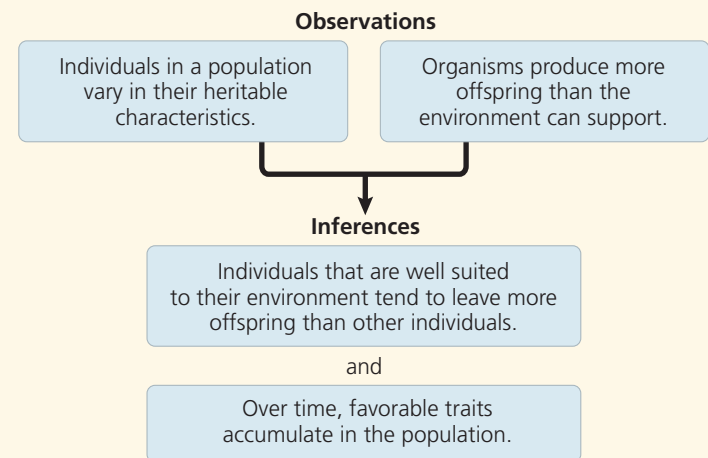 Observations
Individuals in a population
vary in their heritable
characteristics.
Organisms produce more
offspring than the
environment can support.
Inferences
Individuals that are well suited
to their environment tend to leave more
offspring than other individuals.
and
Over time, favorable traits
accumulate in the population.